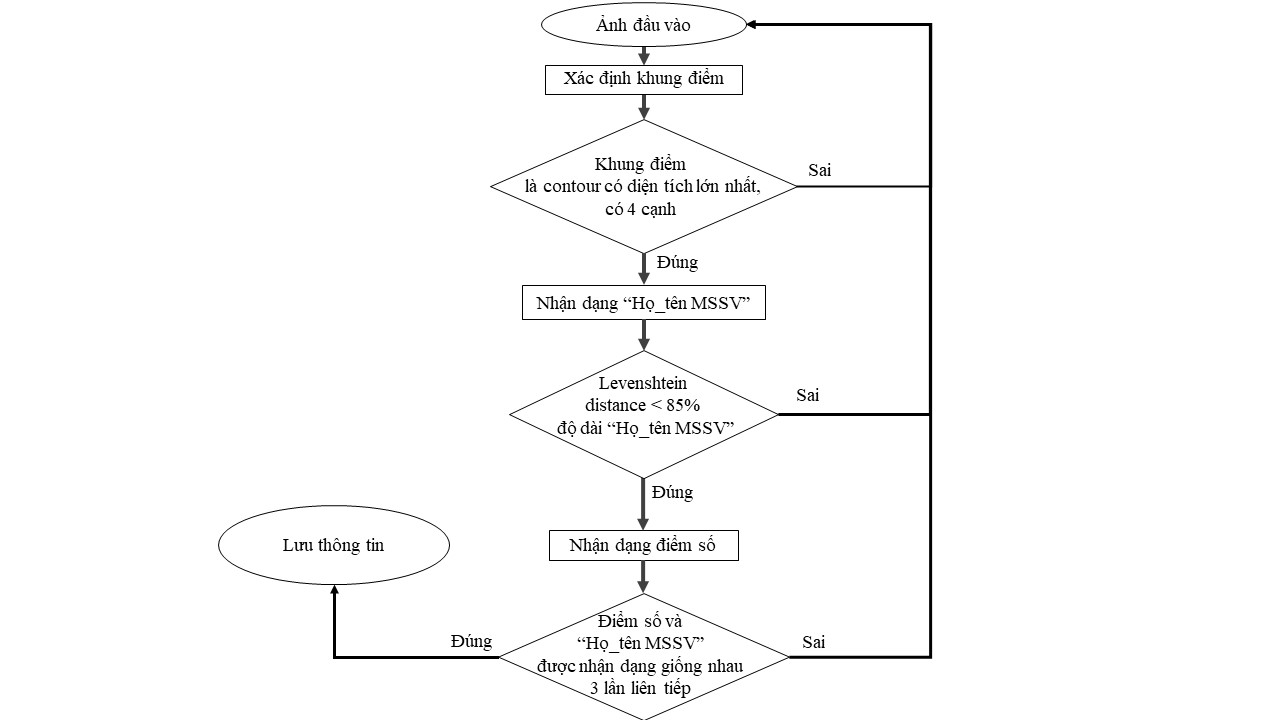 Ảnh đầu vào
Xác định khung điểm
Khung điểm
là contour có diện tích lớn nhất,
có 4 cạnh
Sai
Đúng
Nhận dạng “Họ_tên MSSV”
Levenshtein
distance < 85%
độ dài “Họ_tên MSSV”
Sai
Đúng
Nhận dạng điểm số
Lưu thông tin
Điểm số và
“Họ_tên MSSV”
được nhận dạng giống nhau
3 lần liên tiếp
Đúng
Sai